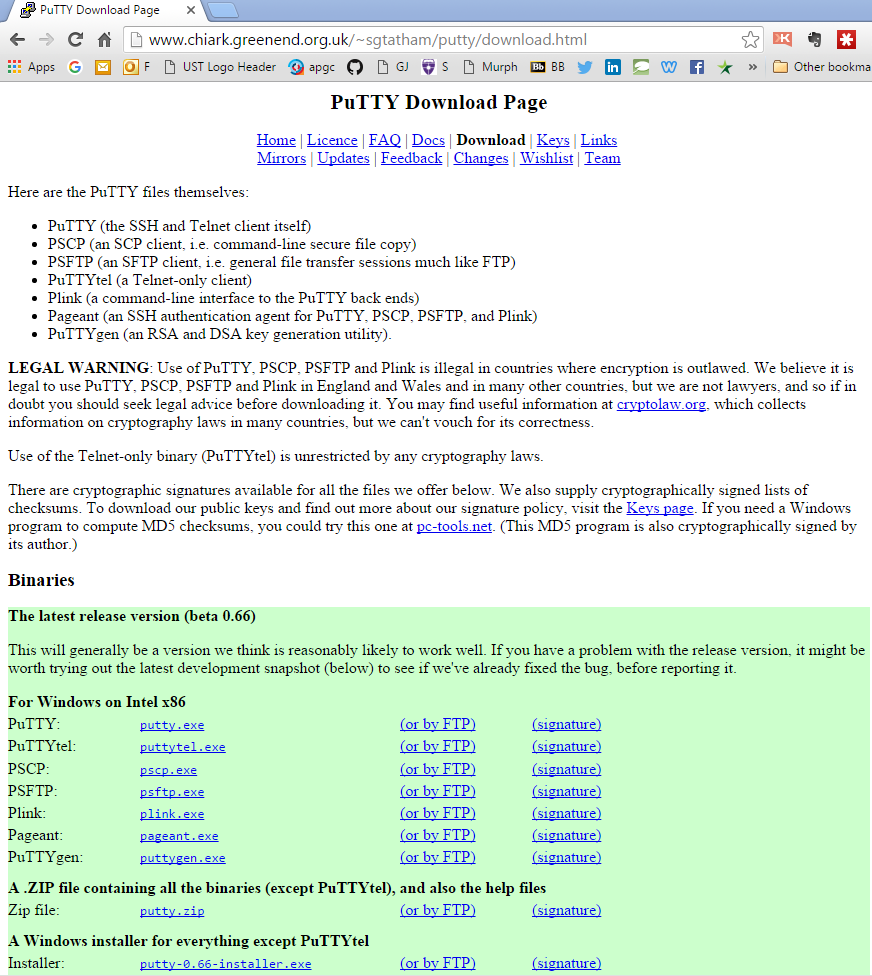 PuTTY Download Page
www.chiark.greenend.org.uk/~sgtatham/putty/download.html
Apps F UST Logo Header apgc GJ S Murph Bb BB » Other bookma
PuTTY Download Page
Home | Licence | FAQ | Docs | Download | Keys | Links
Mirrors | Updates | Feedback | Changes | Wishlist | Team
Here are the PuTTY files themselves:
• PuTTY (the SSH and Telnet client itself)
• PSCP (an SCP client, i.e. command-line secure file copy)
• PSFTP (an SFTP client, i.e. general file transfer sessions much like FTP)
• PuTTYtel (a Telnet-only client)
• Plink (a command-line interface to the PuTTY back ends)
• Pageant (an SSH authentication agent for PuTTY, PSCP, PSFTP, and Plink)
• PuTTYgen (an RSA and DSA key generation utility).
LEGAL WARNING: Use of PuTTY, PSCP, PSFTP and Plink is illegal in countries where encryption is outlawed. We believe it is
legal to use PuTTY, PSCP, PSFTP and Plink in England and Wales and in many other countries, but we are not lawyers, and so if in
doubt you should seek legal advice before downloading it. You may find useful information at cryptolaw.org, which collects
information on cryptography laws in many countries, but we can't vouch for its correctness.
Use of the Telnet-only binary (PuTTYtel) is unrestricted by any cryptography laws.
There are cryptographic signatures available for all the files we offer below. We also supply cryptographically signed lists of
checksums. To download our public keys and find out more about our signature policy, visit the Keys page. If you need a Windows
program to compute MD5 checksums, you could try this one at pc-tools.net. (This MD5 program is also cryptographically signed by
its author.)
Binaries
The latest release version (beta 0.66)
This will generally be a version we think is reasonably likely to work well. If you have a problem with the release version, it might be
worth trying out the latest development snapshot (below) to see if we've already fixed the bug, before reporting it.
For Windows on Intel x86
PuTTY: putty.exe (or by FTP) (signature)
PuTTYtel: puttytel.exe (or by FTP) (signature)
PSCP: pscp.exe (or by FTP) (signature)
PSFTP: psftp.exe (or by FTP) (signature)
Plink: plink.exe (or by FTP) (signature)
Pageant: pageant.exe (or by FTP) (signature)
PuTTYgen: puttygen.exe (or by FTP) (signature)
A .ZIP file containing all the binaries (except PuTTYtel), and also the help files
Zip file: putty.zip (or by FTP) (signature)
A Windows installer for everything except PuTTYtel
Installer: putty-0.66-installer.exe (or by FTP) (signature)